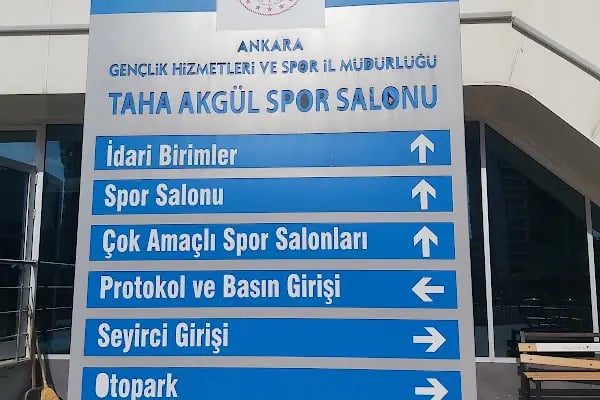 ANKARA
GENÇLİK HİZMETLERİ VE SPOR İL MÜDÜRLÜĞÜ
TAHA AKGÜL SPOR SALONU
İdari Birimler ↑
Spor Salonu ↑
Çok Amaçlı Spor Salonları ↑
Protokol ve Basın Girişi ←
Seyirci Girişi →
Otopark →